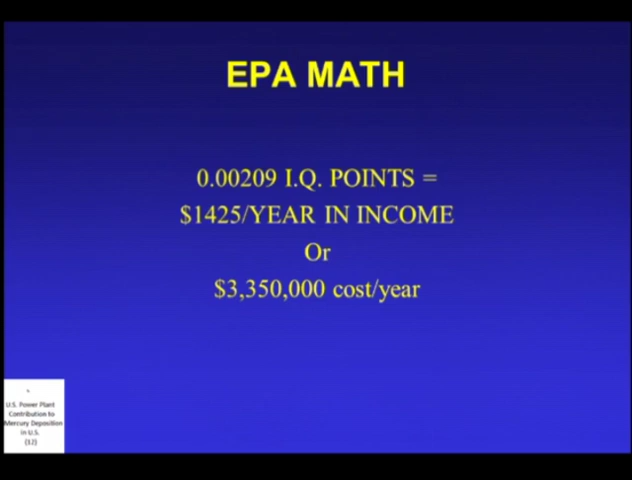 EPA MATH
0.00209 I.Q. POINTS =
$1425/YEAR IN INCOME
Or
$3,350,000 cost/year
U.S. Power Plant
Contribution to
Mercury Deposition
in U.S.
(12)